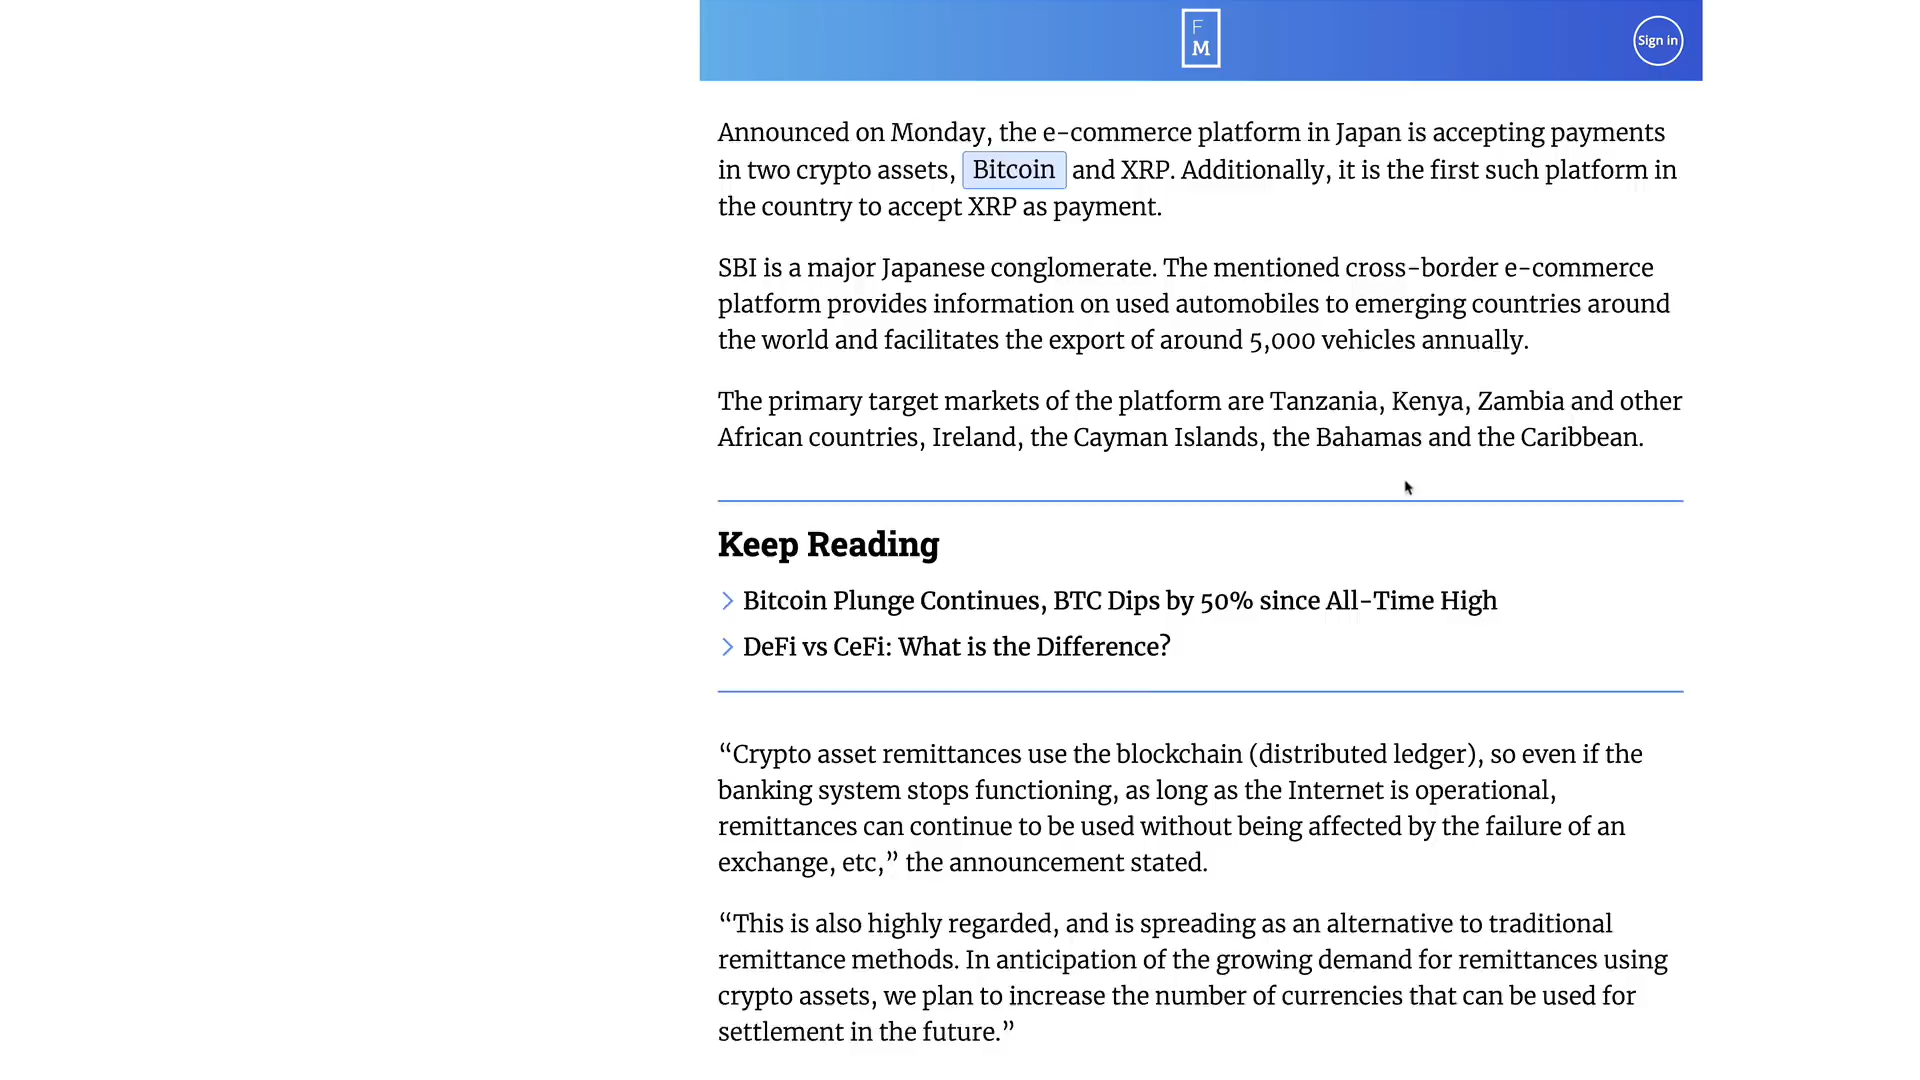 F
M
Sign in
Announced on Monday, the e-commerce platform in Japan is accepting payments
in two crypto assets, Bitcoin and XRP. Additionally, it is the first such platform in
the country to accept XRP as payment.
SBI is a major Japanese conglomerate. The mentioned cross-border e-commerce
platform provides information on used automobiles to emerging countries around
the world and facilitates the export of around 5,000 vehicles annually.
The primary target markets of the platform are Tanzania, Kenya, Zambia and other
African countries, Ireland, the Cayman Islands, the Bahamas and the Caribbean.
Keep Reading
Bitcoin Plunge Continues, BTC Dips by 50% since All-Time High
DeFi vs CeFi: What is the Difference?
“Crypto asset remittances use the blockchain (distributed ledger), so even if the
banking system stops functioning, as long as the Internet is operational,
remittances can continue to be used without being affected by the failure of an
exchange, etc,” the announcement stated.
“This is also highly regarded, and is spreading as an alternative to traditional
remittance methods. In anticipation of the growing demand for remittances using
crypto assets, we plan to increase the number of currencies that can be used for
settlement in the future.”